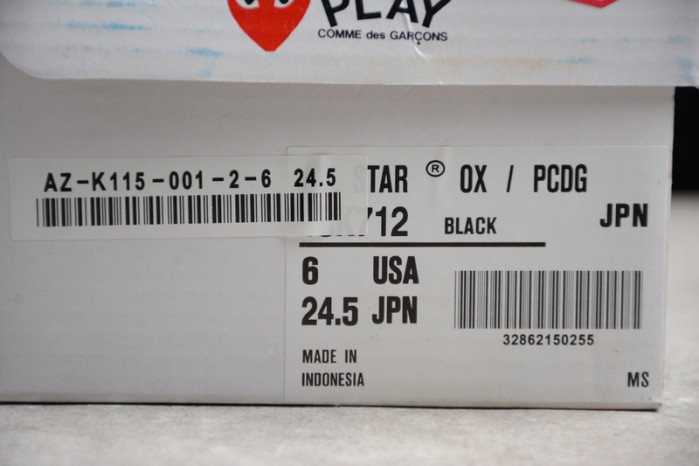 PLAY
COMME des GARÇONS
AZ-K115-001-2-6 24.5
STAR® OX / PCDG
712 BLACK
JPN
6 USA
24.5 JPN
32862150255
MADE IN
INDONESIA
MS